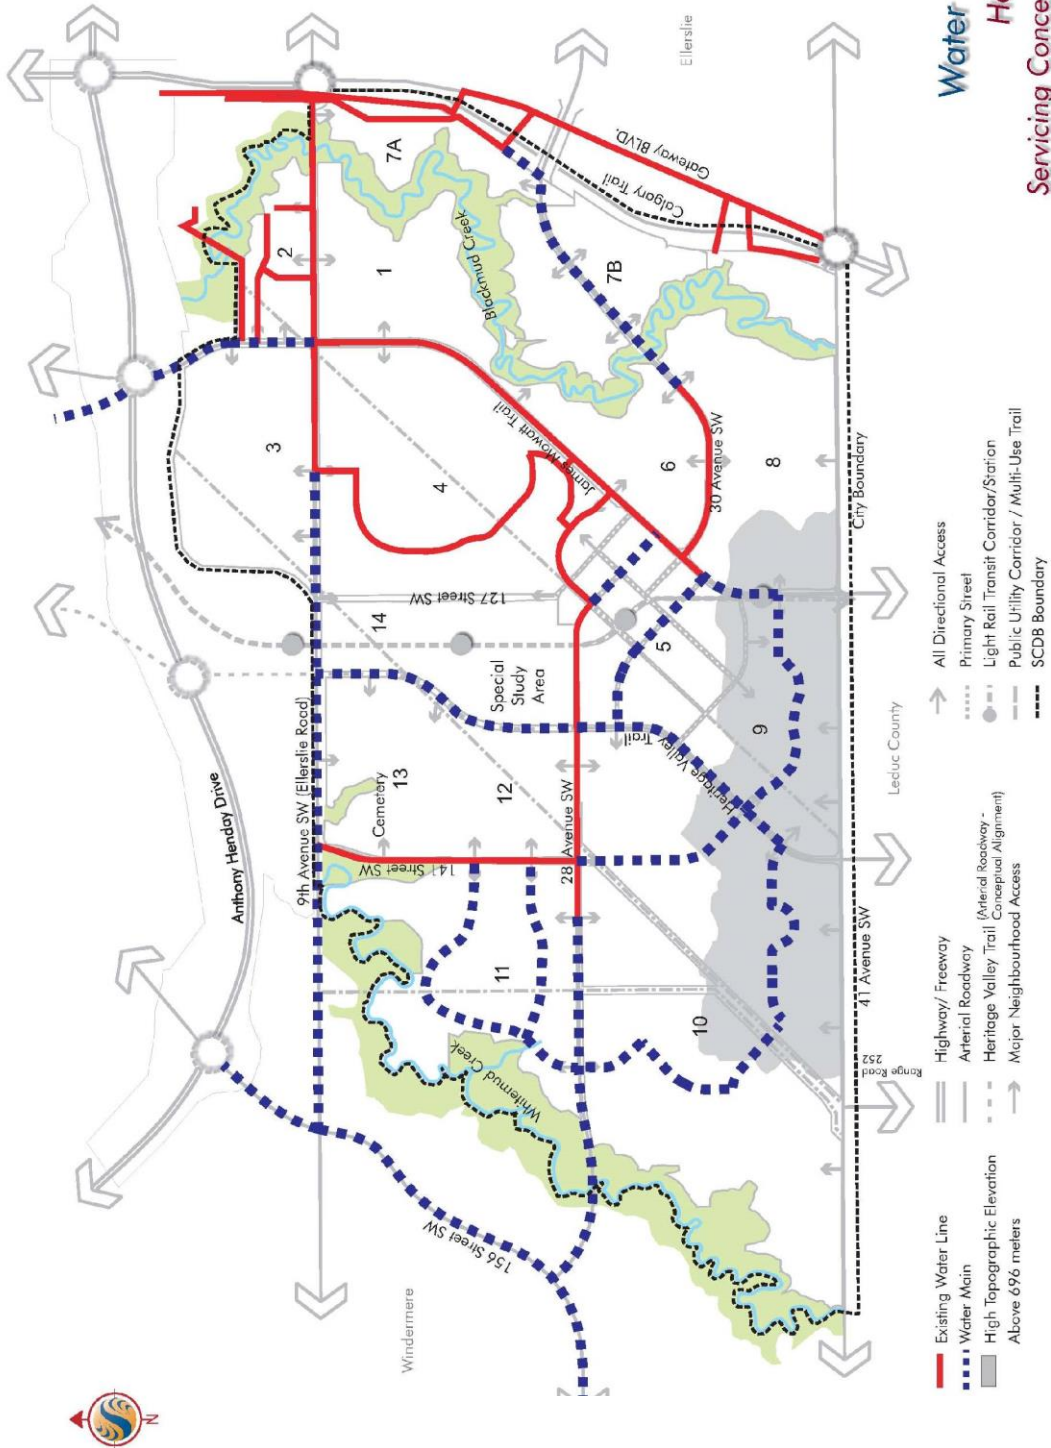 Water
He
Servicing Conce
N
Anthony Henday Drive
9th Avenue SW (Ellerslie Road)
156 Street SW
Windermere
Whitemud Creek
141 Street SW
Cemetery
28 Avenue SW
Heritage Valley Trail
Special
Study
Area
127 Street SW
James Mowatt Trail
Blackmud Creek
30 Avenue SW
Calgary Trail
Gateway BLVD.
Ellerslie
1
2
3
4
5
6
7A
7B
8
9
10
11
12
13
14
Range Road
252
41 Avenue SW
City Boundary
Leduc County
Existing Water Line
Water Main
High Topographic Elevation
Above 696 meters
Highway/ Freeway
Arterial Roadway
Heritage Valley Trail (Arterial Roadway -
Conceptual Alignment)
Major Neighbourhood Access
All Directional Access
Primary Street
Light Rail Transit Corridor/Station
Public Utility Corridor / Multi-Use Trail
SCDB Boundary